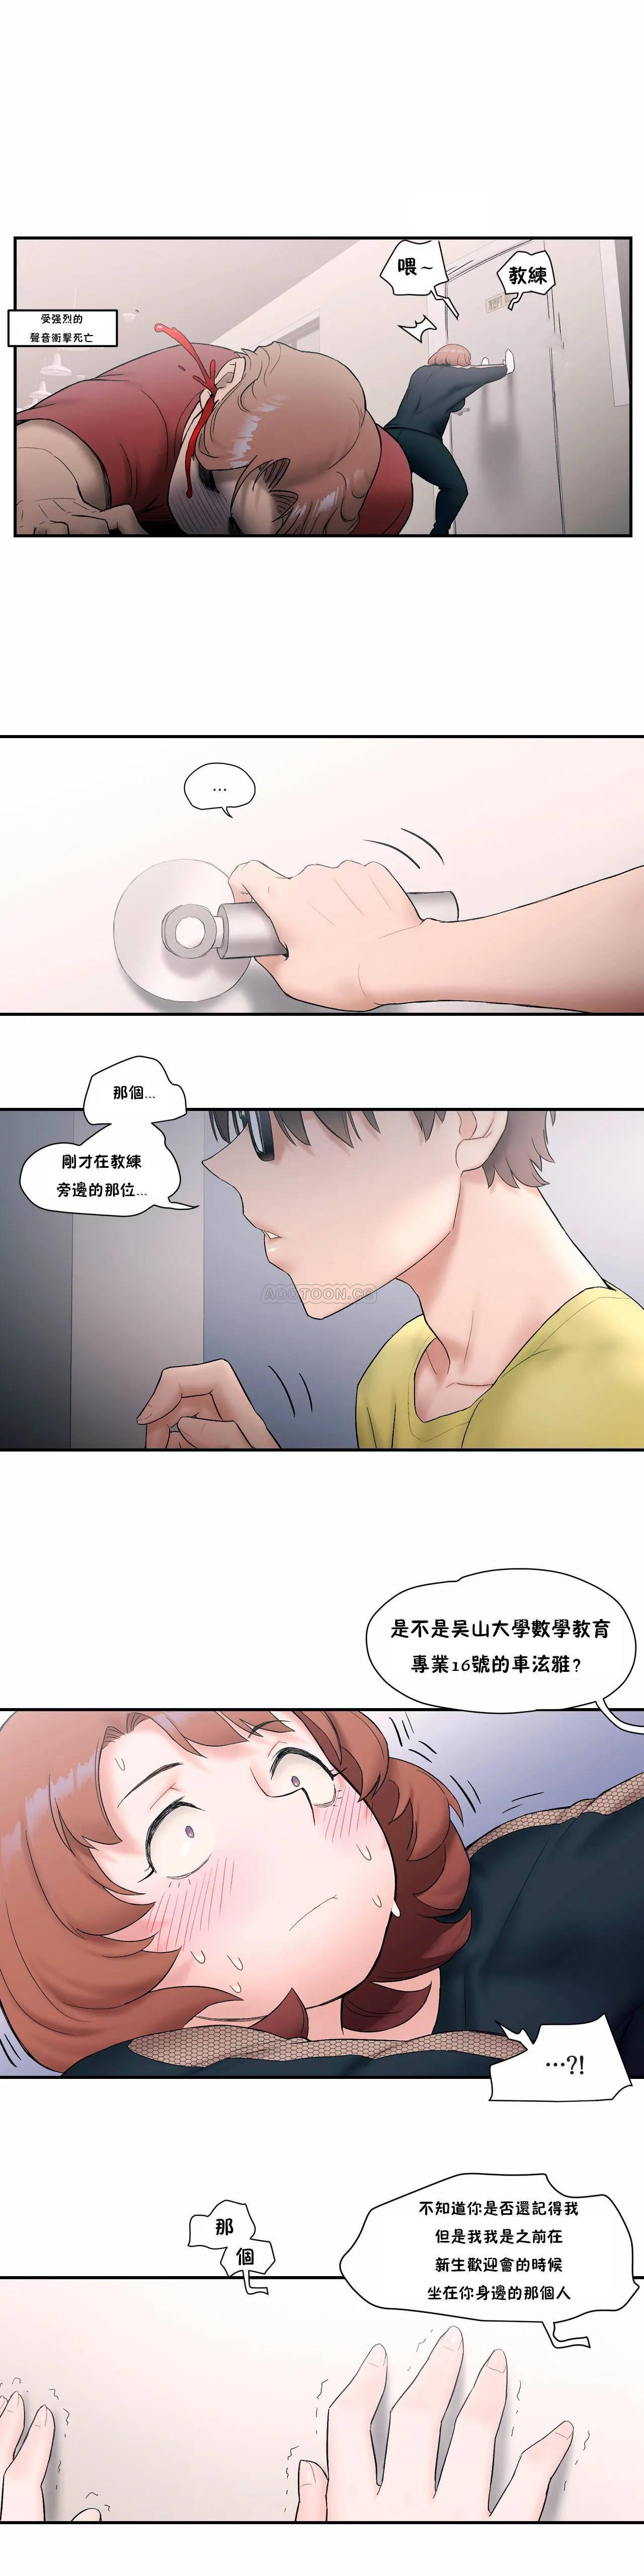 喂~
教練
受强烈的
聲音衝擊死亡
...
那個...
剛才在教練
旁邊的那位...
ADDTOON.CG
是不是吴山大學數學教育
專業16號的車泫雅?
...?!
那
個
不知道你是否還記得我
但是我我是之前在
新生歡迎會的時候
坐在你身邊的那個人